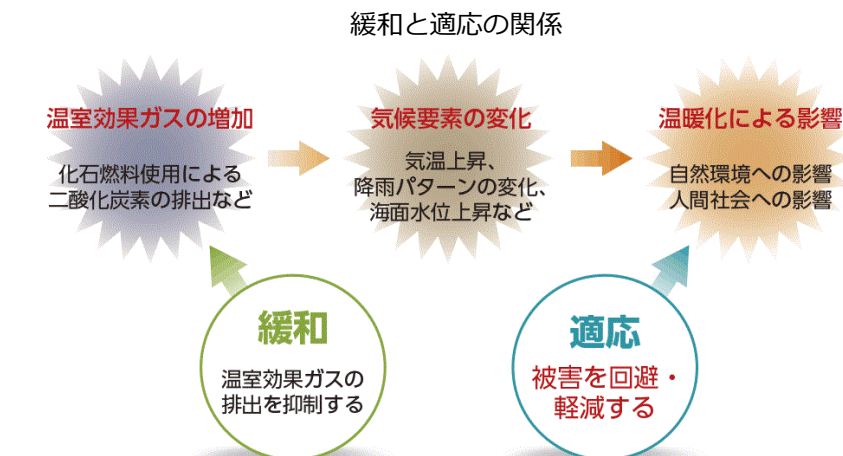 緩和と適応の関係
温室効果ガスの増加
化石燃料使用による
二酸化炭素の排出など
気候要素の変化
気温上昇、
降雨パターンの変化、
海面水位上昇など
温暖化による影響
自然環境への影響
人間社会への影響
緩和
温室効果ガスの
排出を抑制する
適応
被害を回避・
軽減する